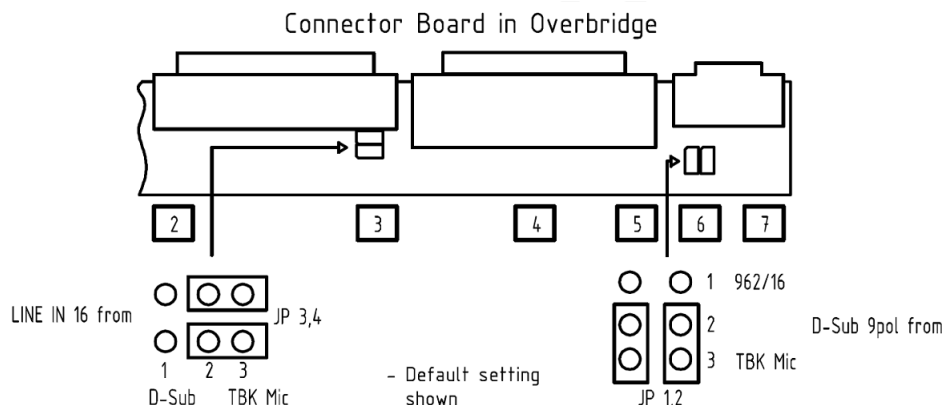 Connector Board in Overbridge
2 3 4 5 6 7
1 962/16
LINE IN 16 from
JP 3,4
2
D-Sub 9pol from
3 TBK Mic
1 2 3
D-Sub TBK Mic
- Default setting
shown
JP 1,2